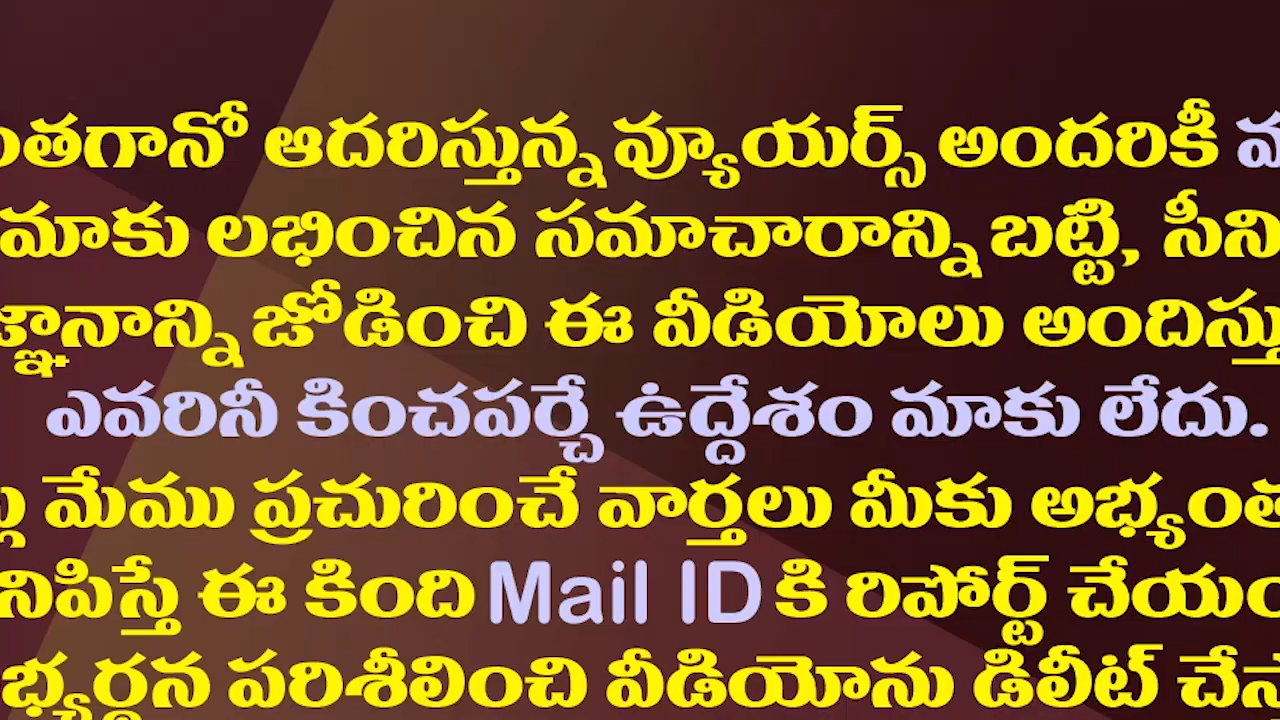 ంతగానో ఆదరిస్తున్న వ్యూయర్స్ అందరికీ
మాకు లభించిన సమాచారాన్ని బట్టి, సీని
జ్ఞానాన్ని జోడించి ఈ వీడియోలు అందిస్తు
ఎవరినీ కించపర్చే ఉద్దేశం మాకు లేదు.
మేము ప్రచురించే వార్తలు మీకు అభ్యంత
నిపిస్తే ఈ కింది Mail ID కి రిపోర్ట్ చేయం
భ్యర్థన పరిశీలించి వీడియోను డిలీట్ చేస